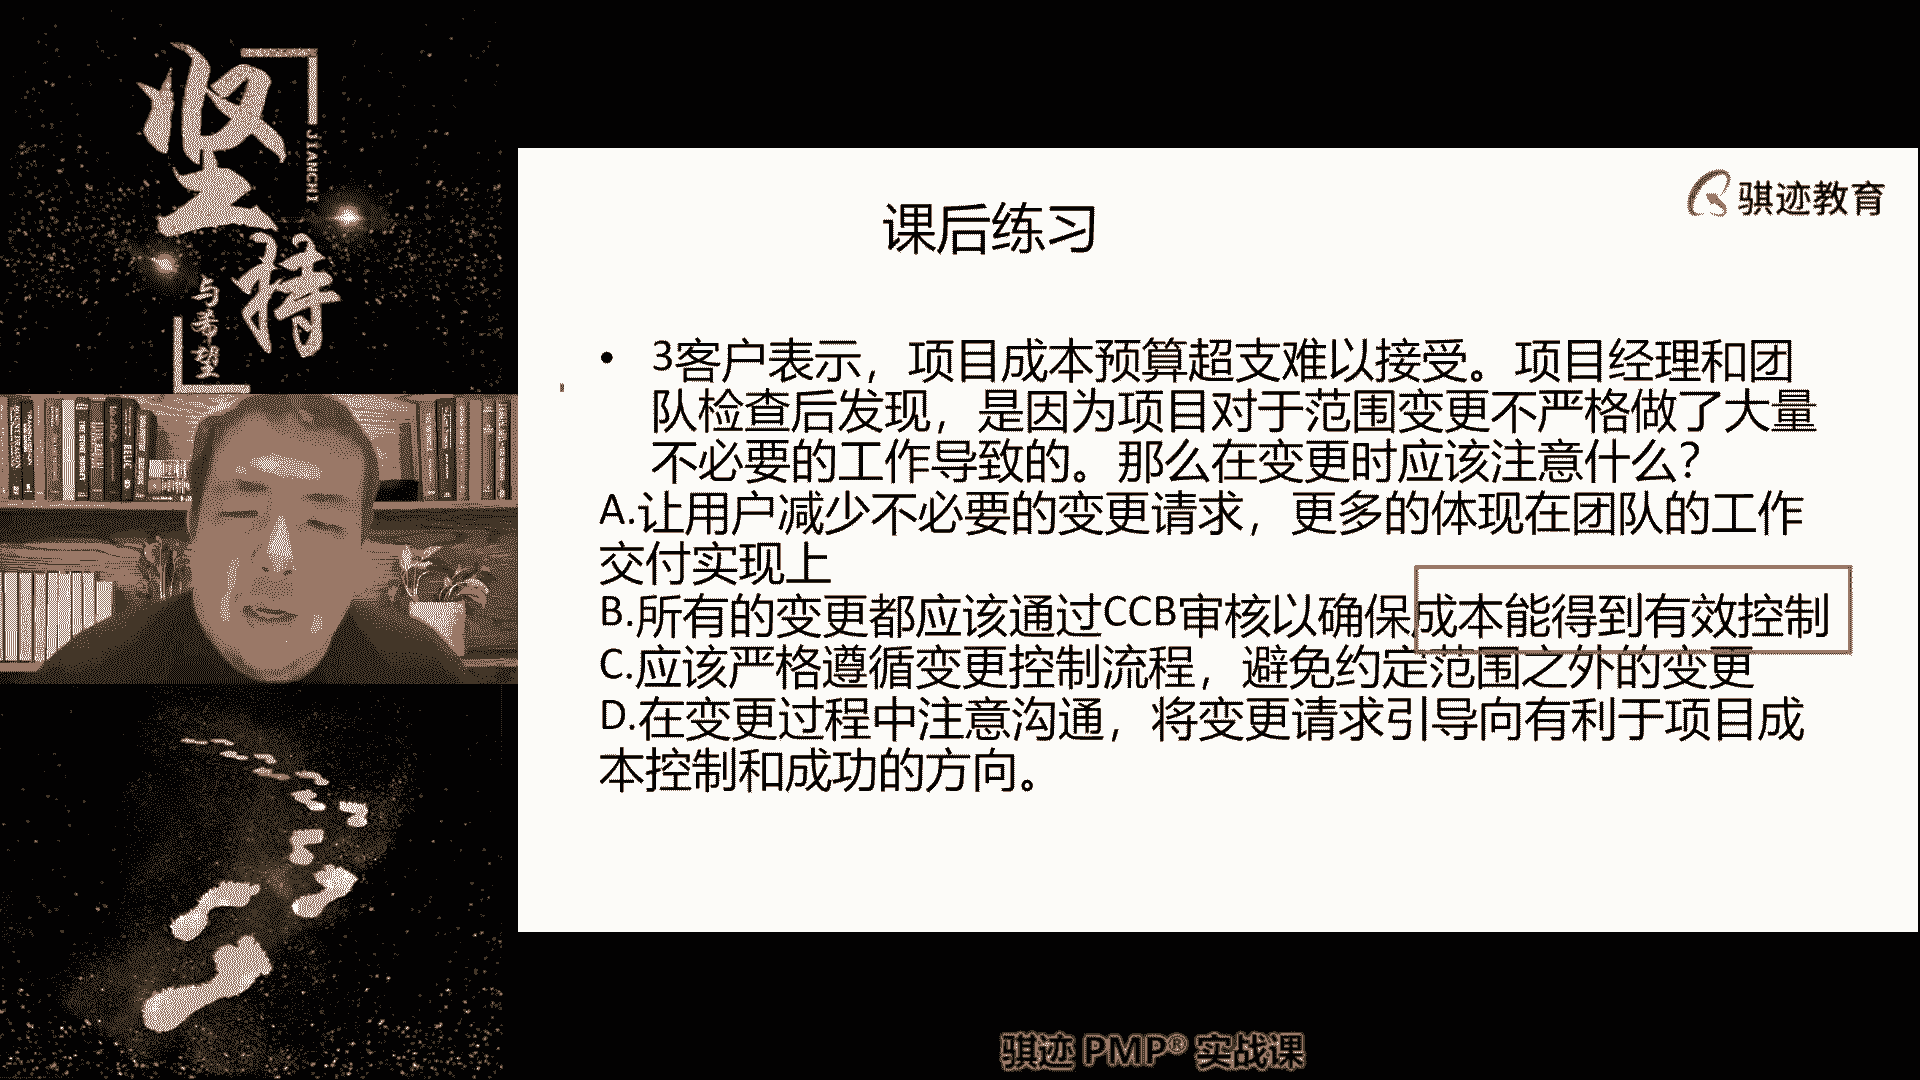 坚持
JIANCHI
与希望
骐迹教育
课后练习
• 3客户表示，项目成本预算超支难以接受。项目经理和团
队检查后发现，是因为项目对于范围变更不严格做了大量
不必要的工作导致的。那么在变更时应该注意什么？
A.让用户减少不必要的变更请求，更多的体现在团队的工作
交付实现上
B.所有的变更都应该通过CCB审核以确保成本能得到有效控制
C.应该严格遵循变更控制流程，避免约定范围之外的变更
D.在变更过程中注意沟通，将变更请求引导向有利于项目成
本控制和成功的方向。
骐迹 PMP® 实战课